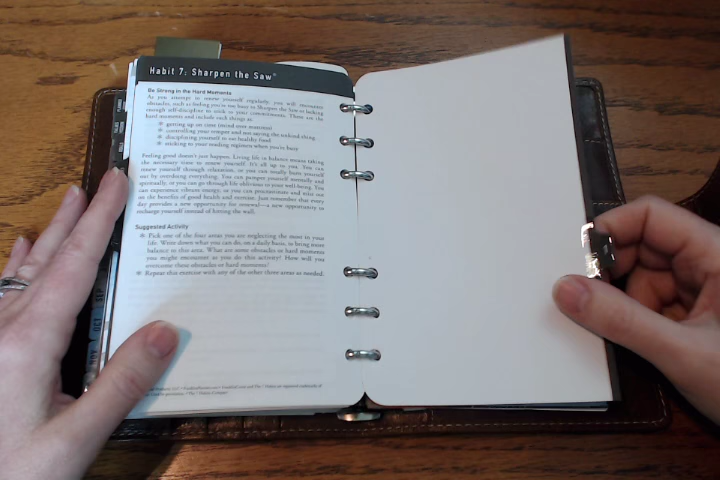 Habit 7: Sharpen the Saw®
Be Strong in the Hard Moments
As you attempt to renew yourself regularly, you will encounter
obstacles, such as finding you're too busy to Sharpen the Saw or lacking
enough self-discipline to stick to your commitments. These are the
hard moments and include such things as:
getting up on time (mind over mattress)
controlling your temper and not saying the unkind thing
disciplining yourself to eat healthy food
sticking to your reading regimen when you're busy
Feeling good doesn't just happen. Living life in balance means taking
the necessary time to renew yourself. It's all up to you. You can
renew yourself through relaxation, or you can totally burn yourself
out by overdoing everything. You can pamper yourself mentally and
spiritually, or you can go through life oblivious to your well-being. You
can experience vibrant energy, or you can procrastinate and miss out
on the benefits of good health and exercise. Just remember that every
day provides a new opportunity for renewal—a new opportunity to
recharge yourself instead of hitting the wall.
Suggested Activity
Pick one of the four areas you are neglecting the most in your
life. Write down what you can do, on a daily basis, to bring more
balance to this area. What are some obstacles or hard moments
you might encounter as you do this activity? How will you
overcome these obstacles or hard moments?
Repeat this exercise with any of the other three areas as needed.
NOV
OCT
SEP